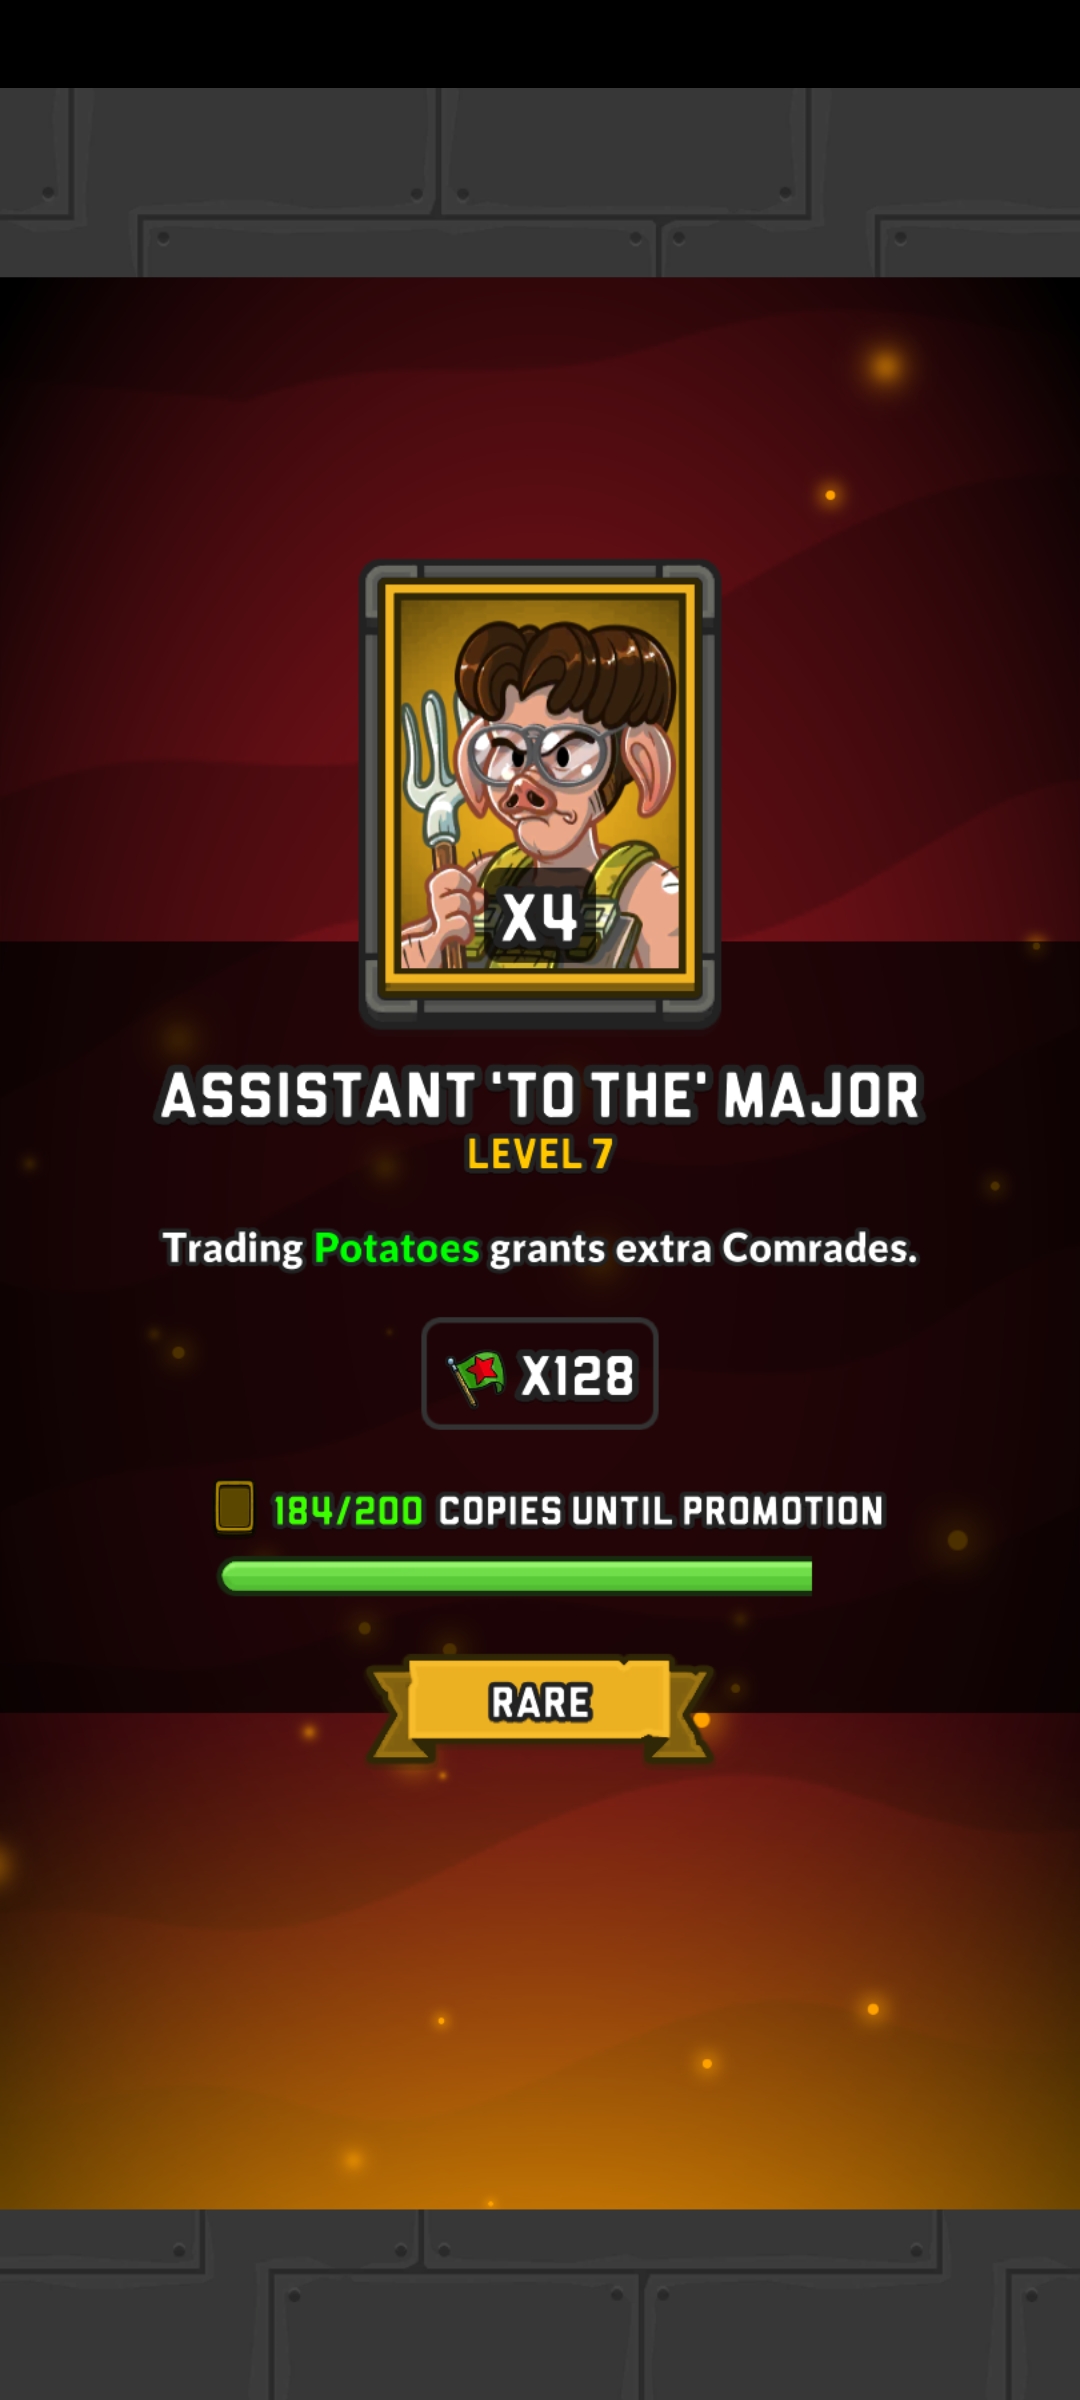 X4
ASSISTANT 'TO THE' MAJOR
LEVEL 7
Trading Potatoes grants extra Comrades.
X128
184/200 COPIES UNTIL PROMOTION
RARE